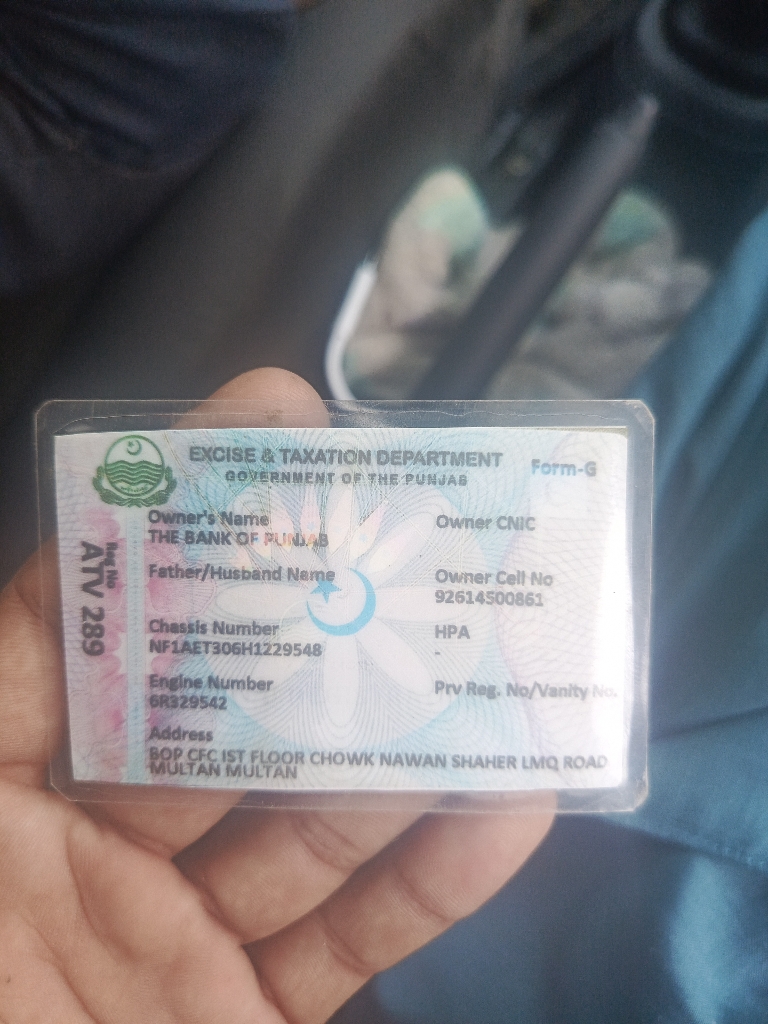 EXCISE & TAXATION DEPARTMENT
GOVERNMENT OF THE PUNJAB
Form-G
Reg No
ATV 289
Owner's Name
THE BANK OF PUNJAB
Owner CNIC
Father/Husband Name
Owner Cell No
92614500861
Chassis Number
NF1AET306H1229548
HPA
-
Engine Number
6R329542
Prv Reg. No/Vanity No.
Address
BOP CFC IST FLOOR CHOWK NAWAN SHAHER LMQ ROAD
MULTAN MULTAN